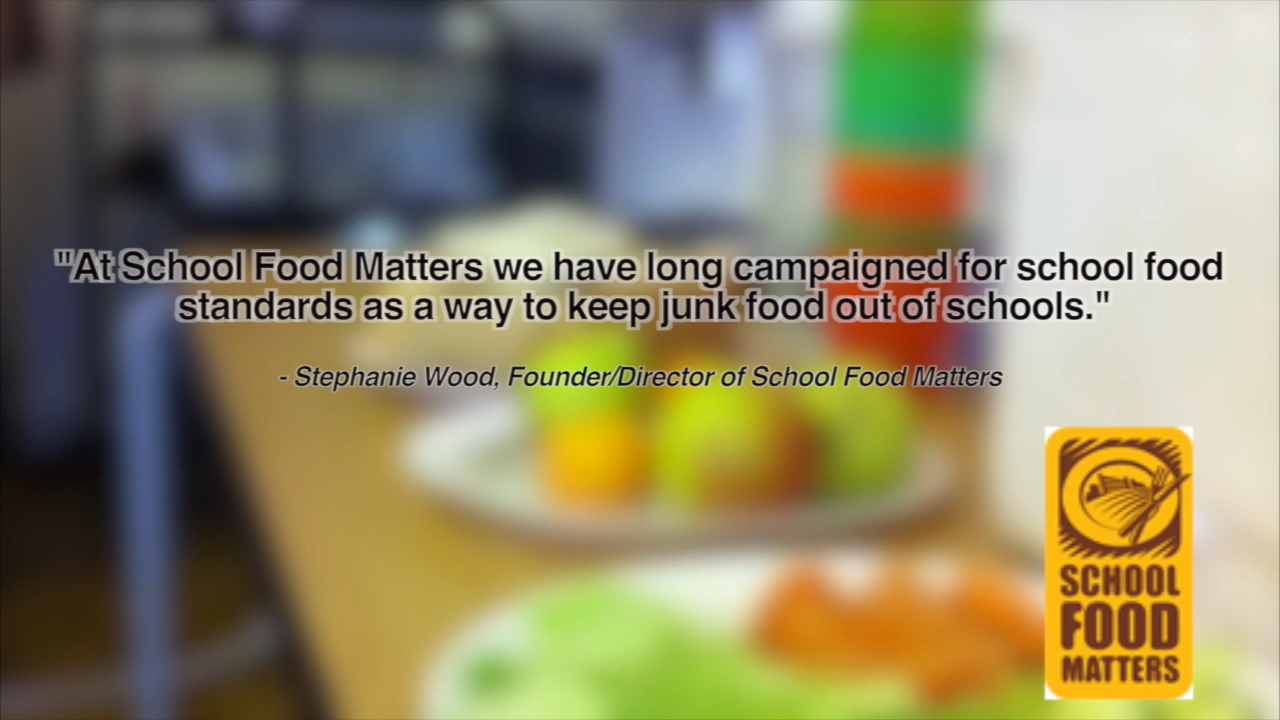 "At School Food Matters we have long campaigned for school food
standards as a way to keep junk food out of schools."
- Stephanie Wood, Founder/Director of School Food Matters
SCHOOL
FOOD
MATTERS